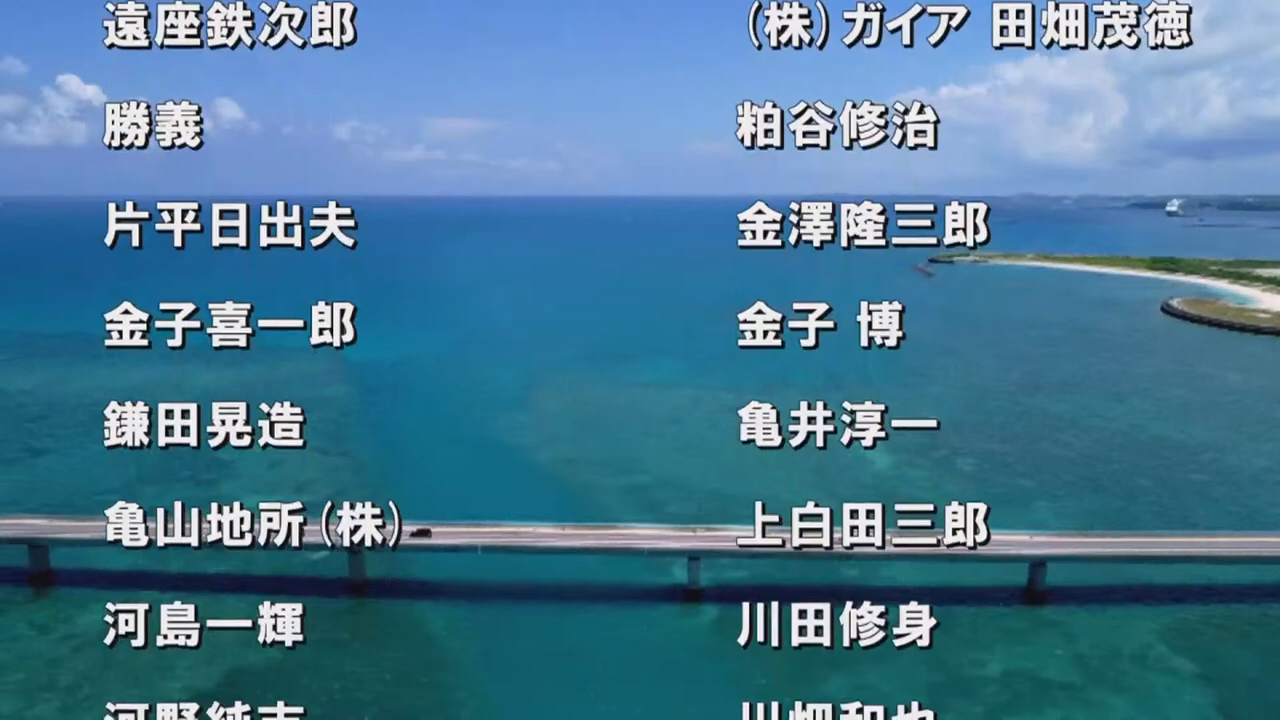 遠座鉄次郎 (株)ガイア 田畑茂徳
勝義 粕谷修治
片平日出夫 金澤隆三郎
金子喜一郎 金子 博
鎌田晃造 亀井淳一
亀山地所(株) 上白田三郎
河島一輝 川田修身